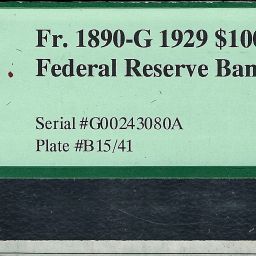 Fr. 1890-G 1929 $100
Federal Reserve Ban
Serial #G00243080A
Plate #B15/41